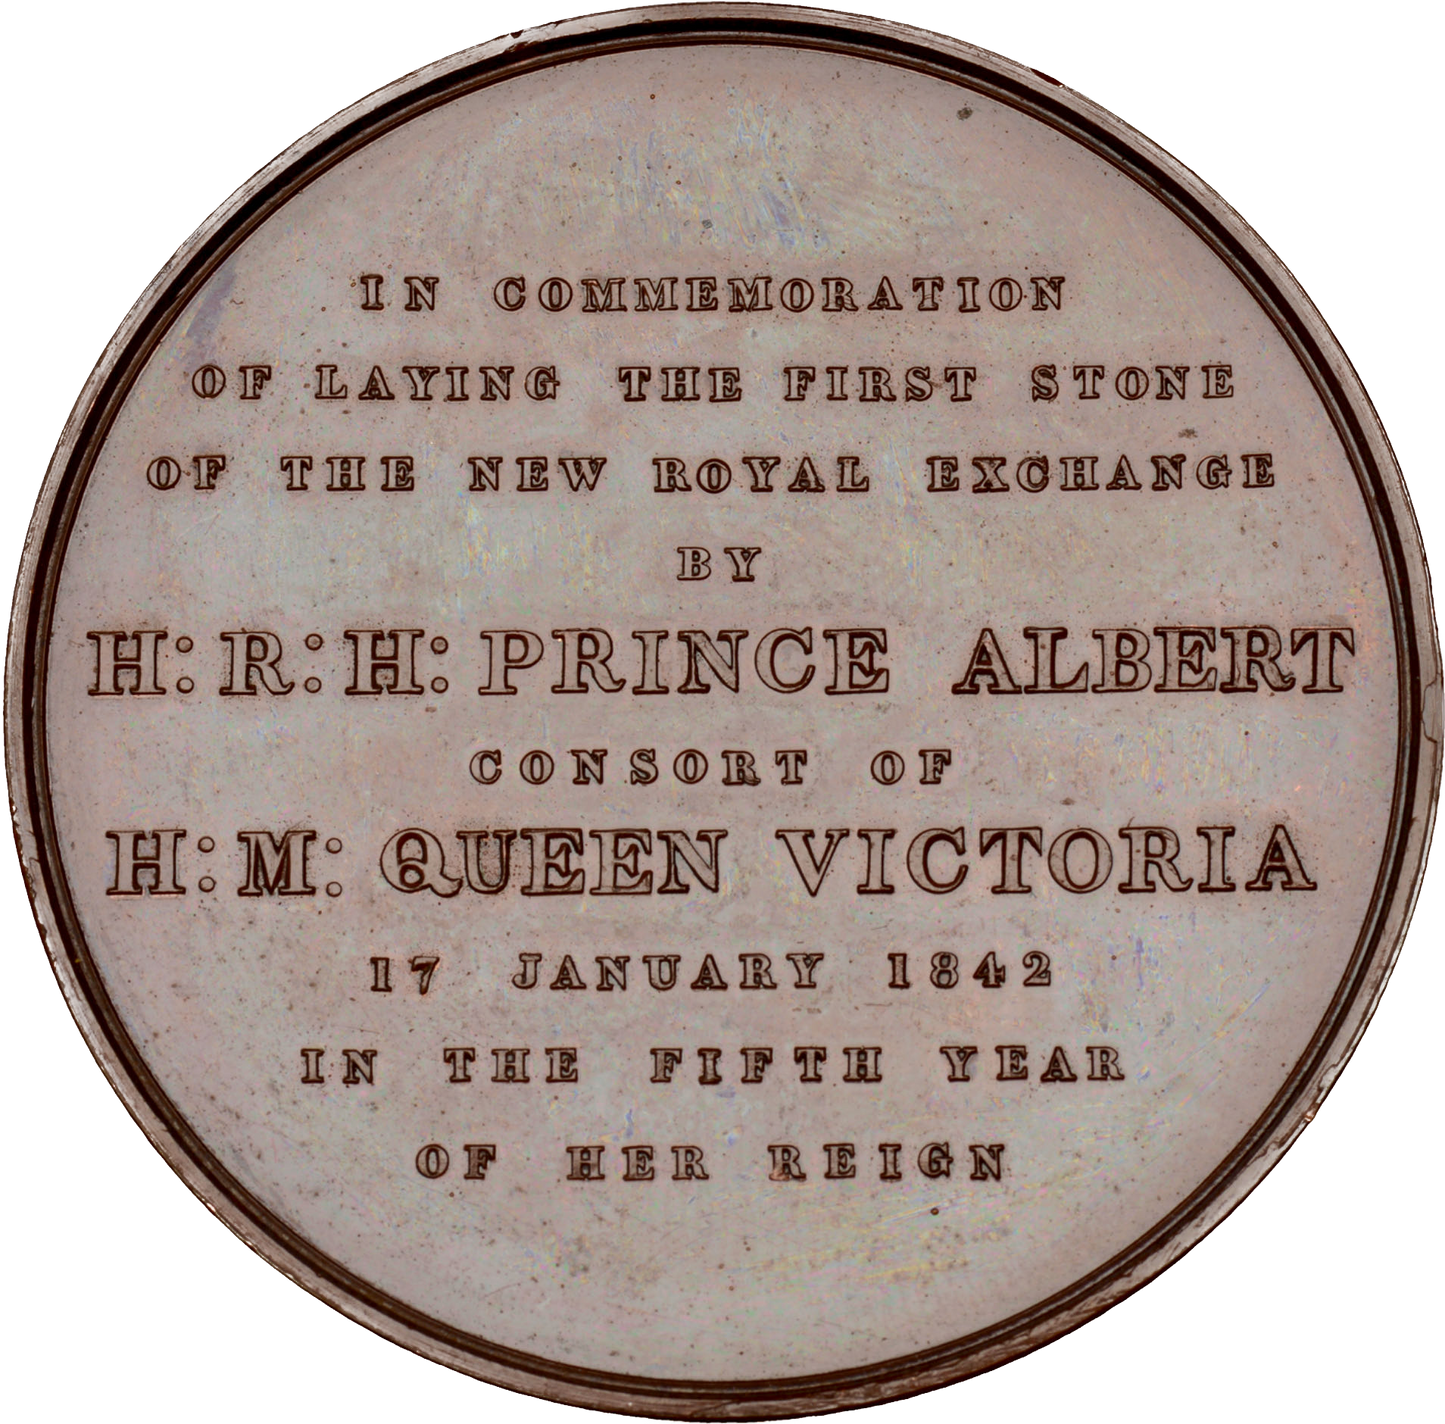 IN COMMEMORATION
OF LAYING THE FIRST STONE
OF THE NEW ROYAL EXCHANGE
BY
H: R: H: PRINCE ALBERT
CONSORT OF
H: M: QUEEN VICTORIA
17 JANUARY 1842
IN THE FIFTH YEAR
OF HER REIGN